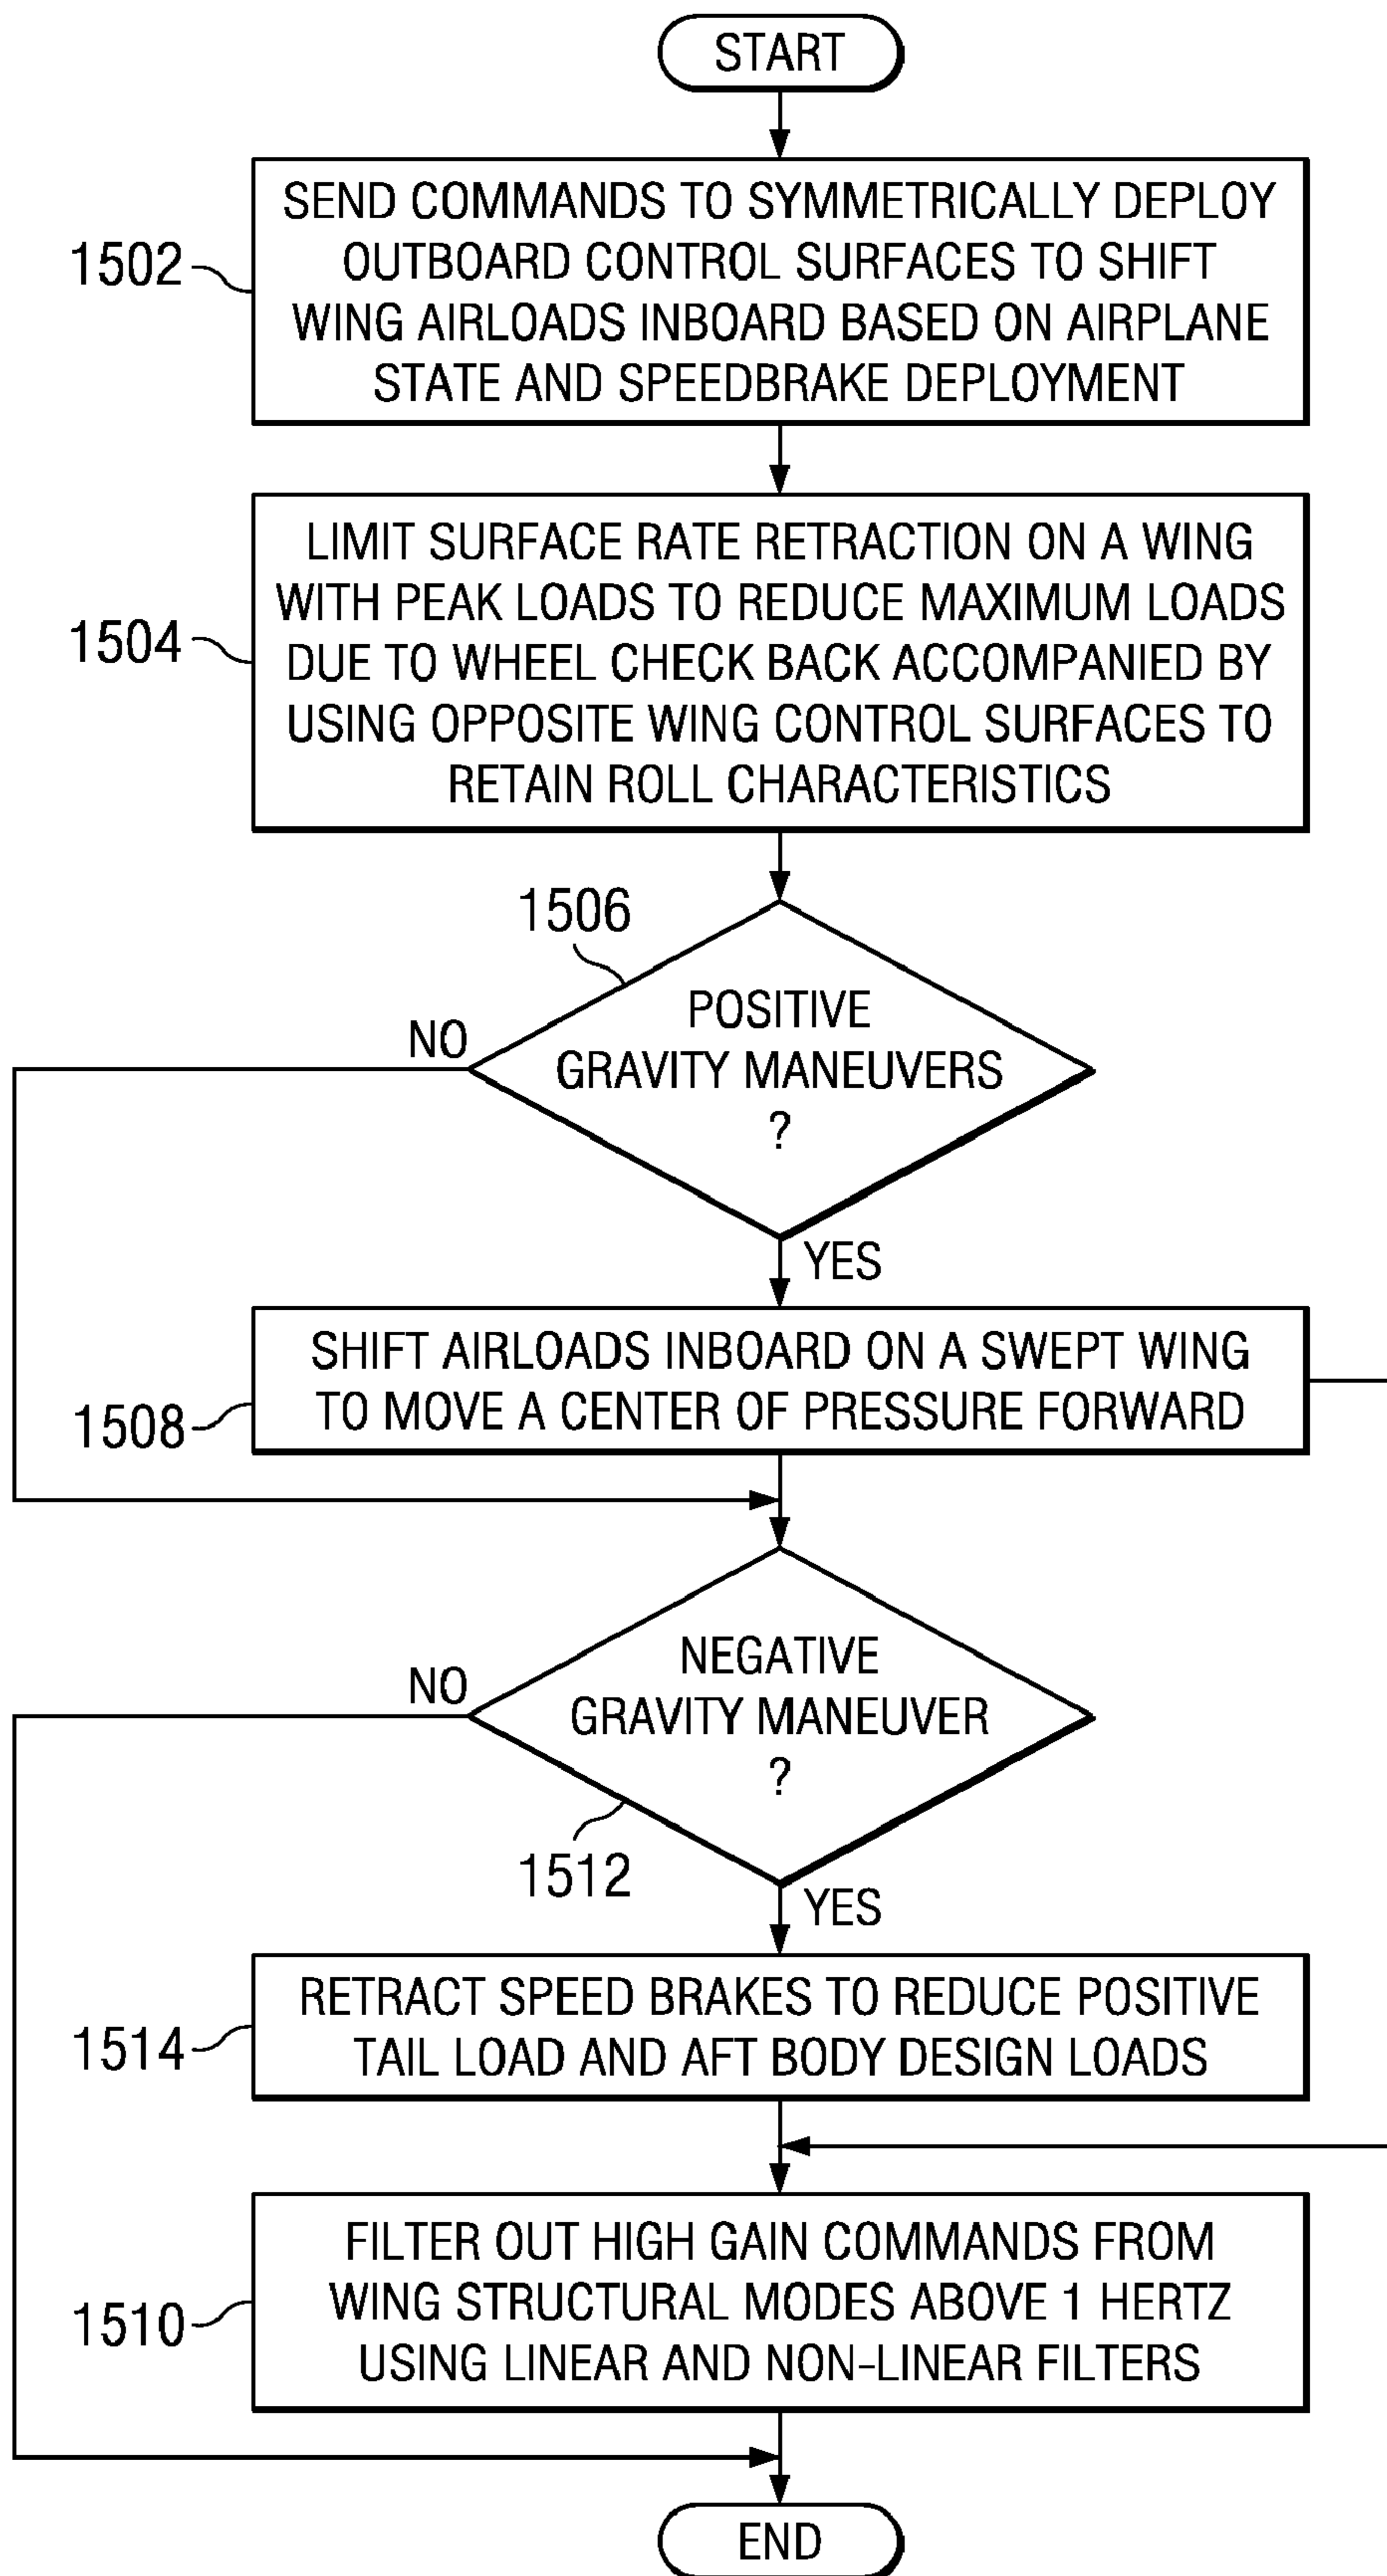 START
SEND COMMANDS TO SYMMETRICALLY DEPLOY
OUTBOARD CONTROL SURFACES TO SHIFT
WING AIRLOADS INBOARD BASED ON AIRPLANE
STATE AND SPEEDBRAKE DEPLOYMENT
1502
LIMIT SURFACE RATE RETRACTION ON A WING
WITH PEAK LOADS TO REDUCE MAXIMUM LOADS
DUE TO WHEEL CHECK BACK ACCOMPANIED BY
USING OPPOSITE WING CONTROL SURFACES TO
RETAIN ROLL CHARACTERISTICS
1504
1506
POSITIVE
GRAVITY MANEUVERS
?
NO
YES
SHIFT AIRLOADS INBOARD ON A SWEPT WING
TO MOVE A CENTER OF PRESSURE FORWARD
1508
NEGATIVE
GRAVITY MANEUVER
?
NO
1512
YES
RETRACT SPEED BRAKES TO REDUCE POSITIVE
TAIL LOAD AND AFT BODY DESIGN LOADS
1514
FILTER OUT HIGH GAIN COMMANDS FROM
WING STRUCTURAL MODES ABOVE 1 HERTZ
USING LINEAR AND NON-LINEAR FILTERS
1510
END